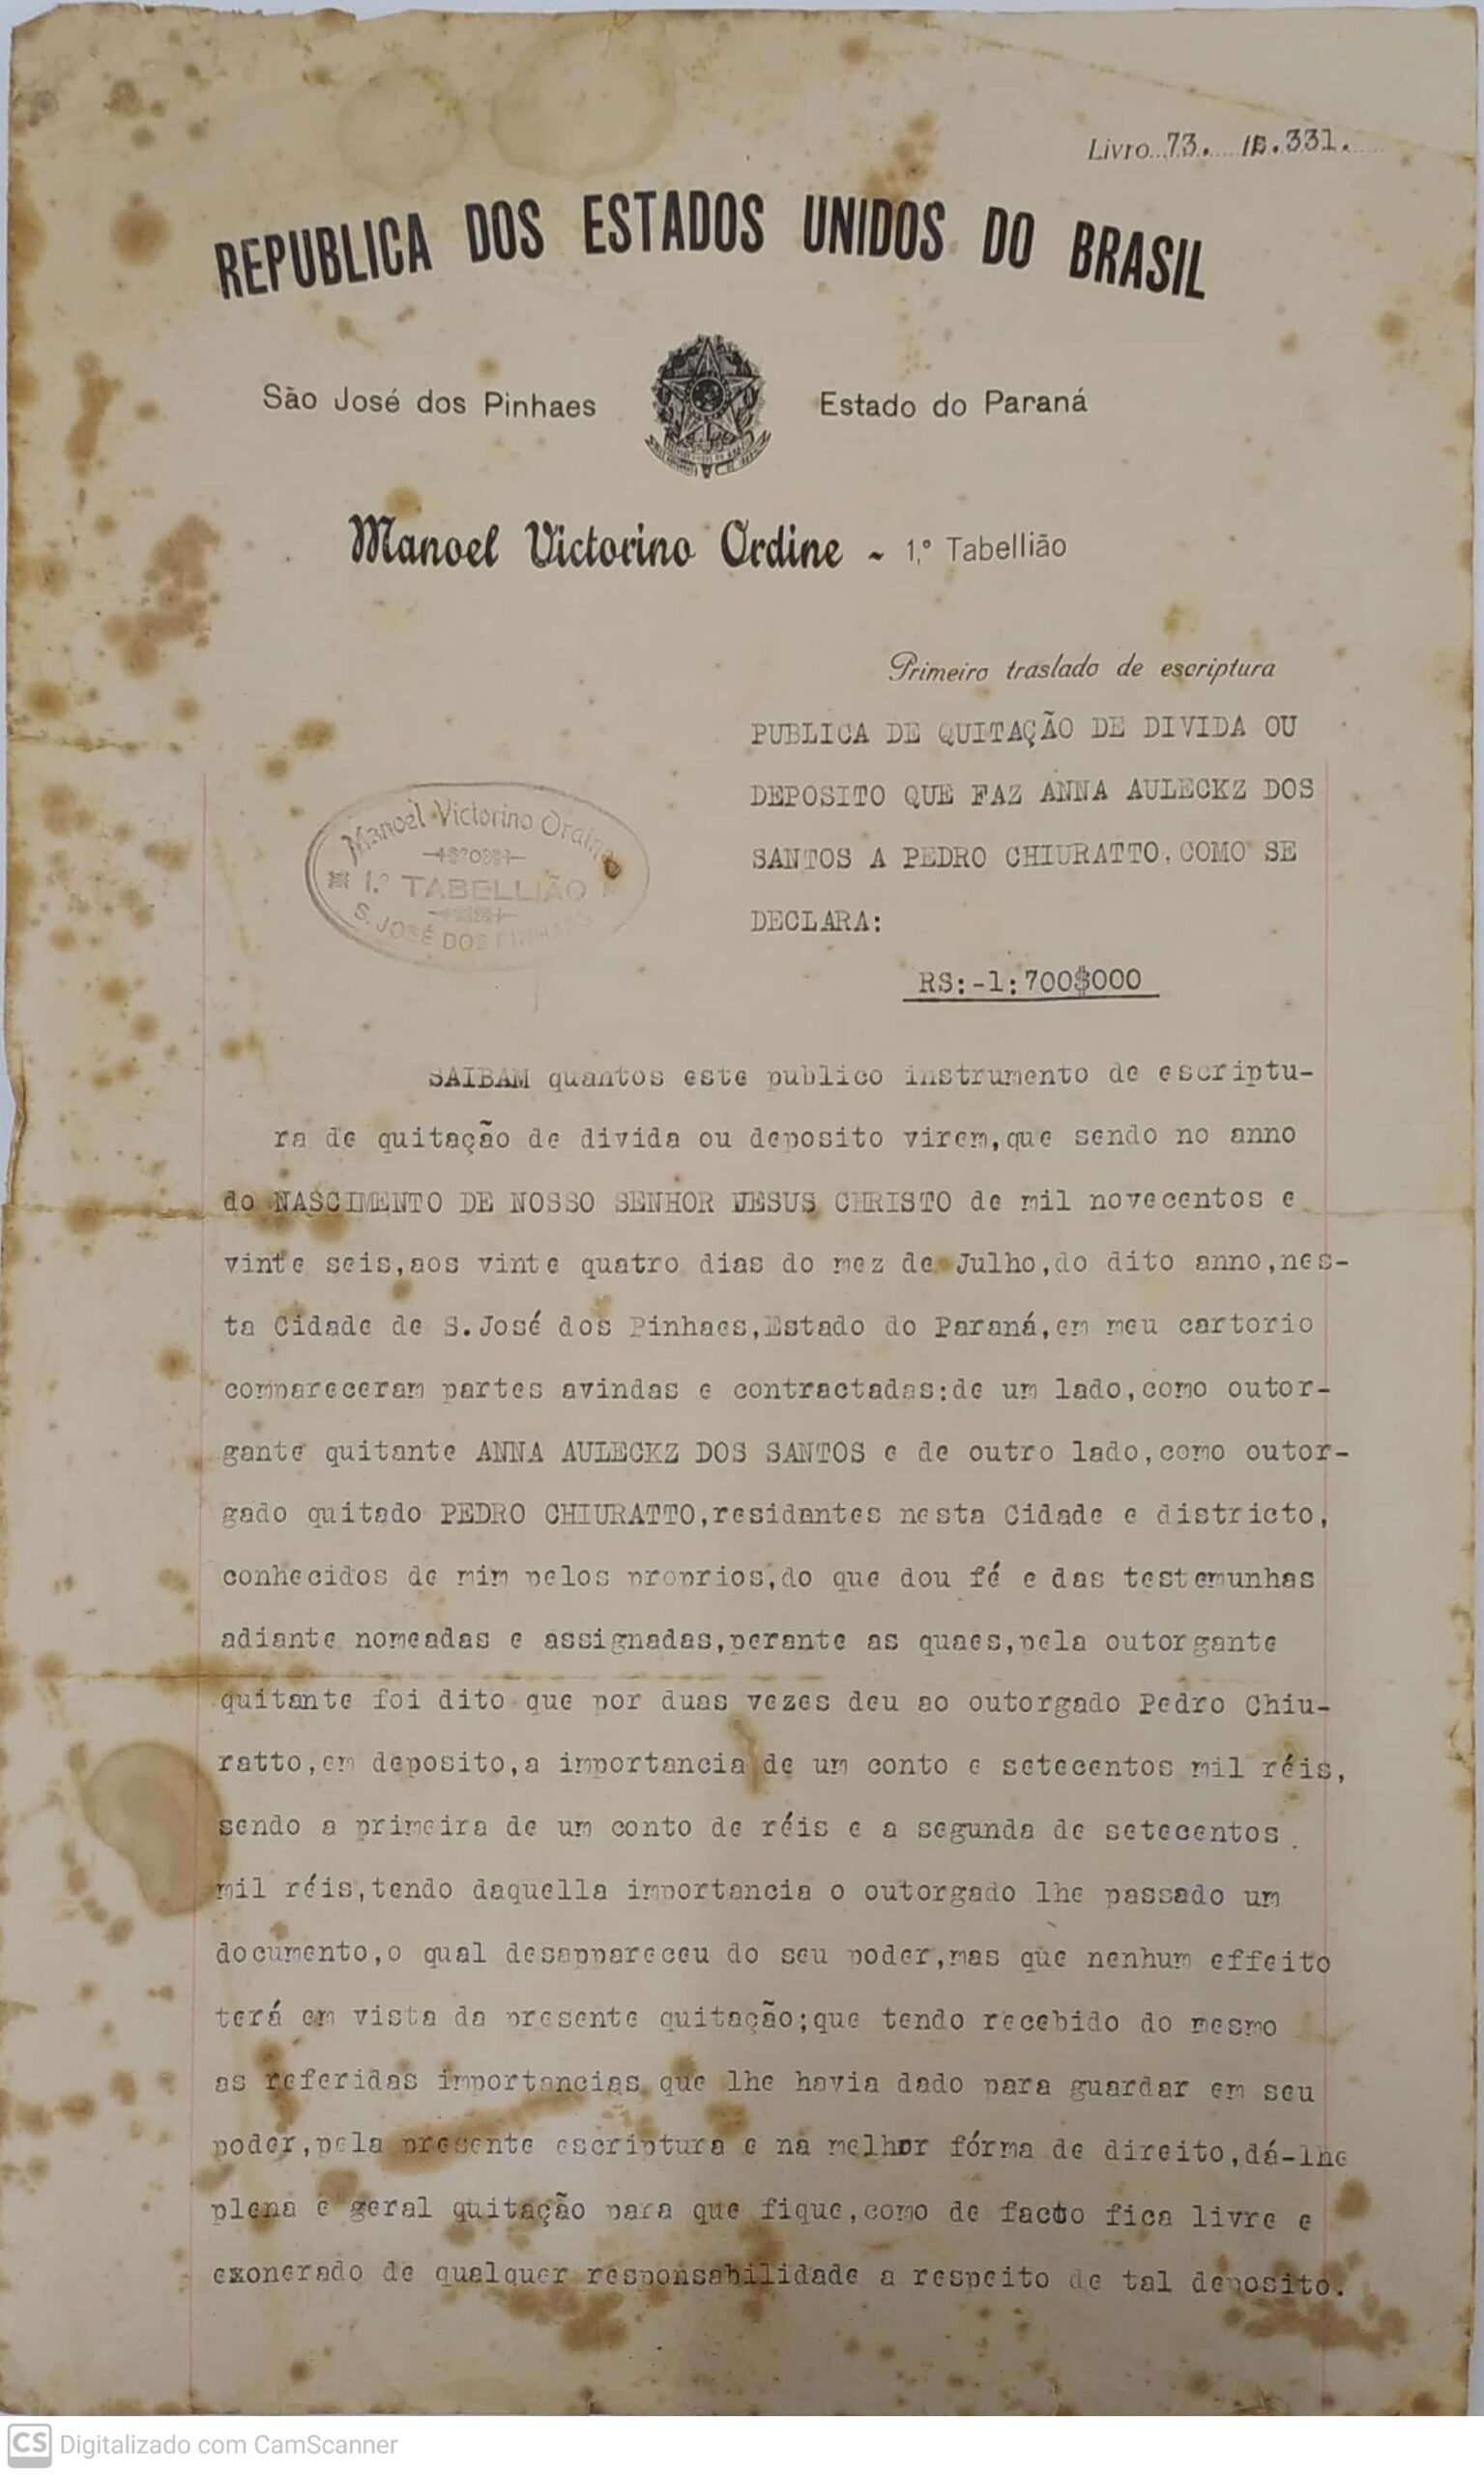 Livro 73. 331.
REPUBLICA DOS ESTADOS UNIDOS DO BRASIL
São José dos Pinhaes Estado do Paraná
Manoel Victorino Ordine ~ 1.º Tabellião
Primeiro traslado de escriptura
PUBLICA DE QUITAÇÃO DE DIVIDA OU
DEPOSITO QUE FAZ ANNA AULECKZ DOS
SANTOS A PEDRO CHIURATTO, COMO SE
DECLARA:
Manoel Victorino Ordine
1.º TABELLIÃO
S. JOSÉ DOS PINHAES
RS:-1:700$000
SAIBAM quantos este publico instrumento de escriptu-
ra de quitação de divida ou deposito virem,que sendo no anno
do NASCIMENTO DE NOSSO SENHOR JESUS CHRISTO de mil novecentos e
vinte seis,aos vinte quatro dias do mez de Julho,do dito anno,nes-
ta Cidade de S.José dos Pinhaes,Estado do Paraná,em meu cartorio
compareceram partes avindas e contractadas:de um lado,como outor-
gante quitante ANNA AULECKZ DOS SANTOS e de outro lado,como outor-
gado quitado PEDRO CHIURATTO,residentes nesta Cidade e districto,
conhecidos de mim pelos proprios,do que dou fé e das testemunhas
adiante nomeadas e assignadas,perante as quaes,pela outorgante
quitante foi dito que por duas vezes deu ao outorgado Pedro Chiu-
ratto,em deposito,a importancia de um conto e setecentos mil réis,
sendo a primeira de um conto de réis e a segunda de setecentos
mil réis,tendo daquella importancia o outorgado lhe passado um
documento,o qual desappareceu do seu poder,mas que nenhum effeito
terá em vista da presente quitação;que tendo recebido do mesmo
as referidas importancias que lhe havia dado para guardar em seu
poder,pela presente escriptura e na melhor fórma de direito,dá-lhe
plena e geral quitação para que fique,como de facto fica livre e
exonerado de qualquer responsabilidade a respeito de tal deposito.
CS Digitalizado com CamScanner